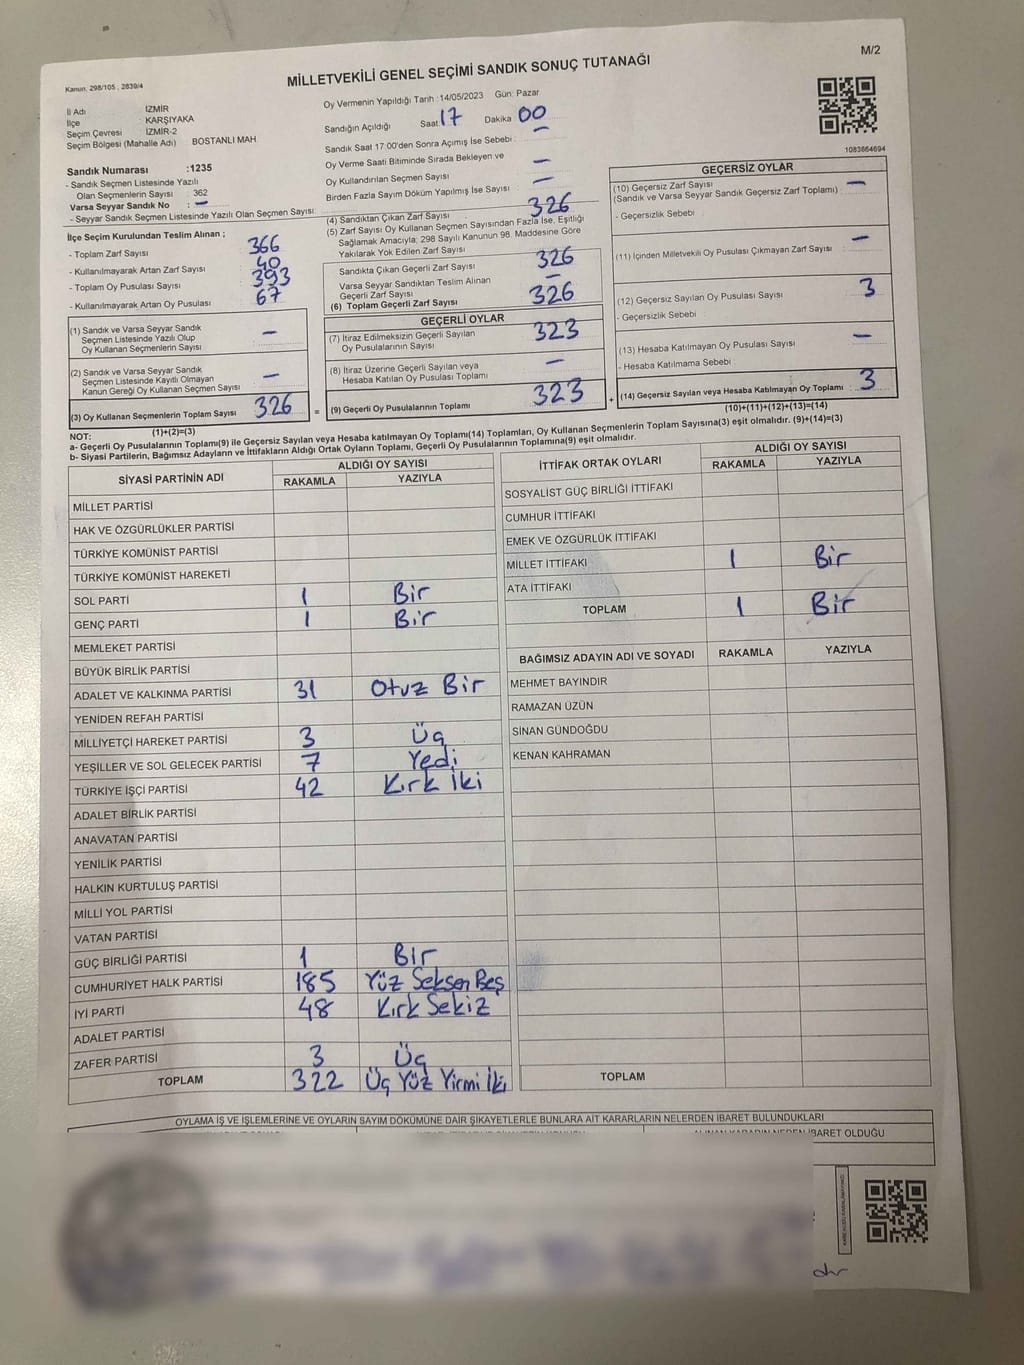 M/2
Kanun, 298/105 , 2839/4
MİLLETVEKİLİ GENEL SEÇİMİ SANDIK SONUÇ TUTANAĞI
İl Adı : İZMİR
İlçe : KARŞIYAKA
Seçim Çevresi : İZMİR-2
Seçim Bölgesi (Mahalle Adı) : BOSTANLI MAH
Sandık Numarası :1235
- Sandık Seçmen Listesinde Yazılı
Olan Seçmenlerin Sayısı : 362
Varsa Seyyar Sandık No : –
- Seyyar Sandık Seçmen Listesinde Yazılı Olan Seçmen Sayısı:
İlçe Seçim Kurulundan Teslim Alınan ;
- Toplam Zarf Sayısı : 366
- Kullanılmayarak Artan Zarf Sayısı : 40
- Toplam Oy Pusulası Sayısı : 393
- Kullanılmayarak Artan Oy Pusulası : 67
(1) Sandık ve Varsa Seyyar Sandık
Seçmen Listesinde Yazılı Olup
Oy Kullanan Seçmenlerin Sayısı : –
(2) Sandık ve Varsa Seyyar Sandık
Seçmen Listesinde Kayıtlı Olmayan
Kanun Gereği Oy Kullanan Seçmen Sayısı : –
(3) Oy Kullanan Seçmenlerin Toplam Sayısı 326
(1)+(2)=(3)
Oy Vermenin Yapıldığı Tarih :14/05/2023 Gün: Pazar
Sandığın Açıldığı Saat: 17 Dakika 00
Sandık Saat 17:00'den Sonra Açılmış İse Sebebi : –
Oy Verme Saati Bitiminde Sırada Bekleyen ve
Oy Kullandırılan Seçmen Sayısı : –
Birden Fazla Sayım Döküm Yapılmış İse Sayısı : –
(4) Sandıktan Çıkan Zarf Sayısı : 326
(5) Zarf Sayısı Oy Kullanan Seçmen Sayısından Fazla İse, Eşitliği
Sağlamak Amacıyla; 298 Sayılı Kanunun 98. Maddesine Göre
Yakılarak Yok Edilen Zarf Sayısı
Sandıkta Çıkan Geçerli Zarf Sayısı : 326
Varsa Seyyar Sandıktan Teslim Alınan
Geçerli Zarf Sayısı : –
(6) Toplam Geçerli Zarf Sayısı : 326
GEÇERLİ OYLAR
(7) İtiraz Edilmeksizin Geçerli Sayılan
Oy Pusulalarının Sayısı : 323
(8) İtiraz Üzerine Geçerli Sayılan veya
Hesaba Katılan Oy Pusulası Toplamı : –
= (9) Geçerli Oy Pusulalarının Toplamı : 323
1083864694
GEÇERSİZ OYLAR
(10) Geçersiz Zarf Sayısı : –
(Sandık ve Varsa Seyyar Sandık Geçersiz Zarf Toplamı)
- Geçersizlik Sebebi :
(11) İçinden Milletvekili Oy Pusulası Çıkmayan Zarf Sayısı : –
(12) Geçersiz Sayılan Oy Pusulası Sayısı : 3
- Geçersizlik Sebebi :
(13) Hesaba Katılmayan Oy Pusulası Sayısı : –
- Hesaba Katılmama Sebebi :
+ (14) Geçersiz Sayılan veya Hesaba Katılmayan Oy Toplamı : 3
(10)+(11)+(12)+(13)=(14)
NOT:
a- Geçerli Oy Pusulalarının Toplamı(9) ile Geçersiz Sayılan veya Hesaba katılmayan Oy Toplamı(14) Toplamları, Oy Kullanan Seçmenlerin Toplam Sayısına(3) eşit olmalıdır. (9)+(14)=(3)
b- Siyasi Partilerin, Bağımsız Adayların ve İttifakların Aldığı Ortak Oyların Toplamı, Geçerli Oy Pusulalarının Toplamına(9) eşit olmalıdır.
SİYASİ PARTİNİN ADI ALDIĞI OY SAYISI
RAKAMLA YAZIYLA
MİLLET PARTİSİ
HAK VE ÖZGÜRLÜKLER PARTİSİ
TÜRKİYE KOMÜNİST PARTİSİ
TÜRKİYE KOMÜNİST HAREKETİ
SOL PARTİ 1 Bir
GENÇ PARTİ 1 Bir
MEMLEKET PARTİSİ
BÜYÜK BİRLİK PARTİSİ
ADALET VE KALKINMA PARTİSİ 31 Otuz Bir
YENİDEN REFAH PARTİSİ
MİLLİYETÇİ HAREKET PARTİSİ 3 Üç
YEŞİLLER VE SOL GELECEK PARTİSİ 7 Yedi
TÜRKİYE İŞÇİ PARTİSİ 42 Kırk İki
ADALET BİRLİK PARTİSİ
ANAVATAN PARTİSİ
YENİLİK PARTİSİ
HALKIN KURTULUŞ PARTİSİ
MİLLİ YOL PARTİSİ
VATAN PARTİSİ
GÜÇ BİRLİĞİ PARTİSİ 1 Bir
CUMHURİYET HALK PARTİSİ 185 Yüz Seksen Beş
İYİ PARTİ 48 Kırk Sekiz
ADALET PARTİSİ
ZAFER PARTİSİ 3 Üç
TOPLAM 322 Üç Yüz Yirmi İki
İTTİFAK ORTAK OYLARI ALDIĞI OY SAYISI
RAKAMLA YAZIYLA
SOSYALİST GÜÇ BİRLİĞİ İTTİFAKI
CUMHUR İTTİFAKI
EMEK VE ÖZGÜRLÜK İTTİFAKI
MİLLET İTTİFAKI 1 Bir
ATA İTTİFAKI
TOPLAM 1 Bir
BAĞIMSIZ ADAYIN ADI VE SOYADI RAKAMLA YAZIYLA
MEHMET BAYINDIR
RAMAZAN ÜZÜN
SİNAN GÜNDOĞDU
KENAN KAHRAMAN
TOPLAM
OYLAMA İŞ VE İŞLEMLERİNE VE OYLARIN SAYIM DÖKÜMÜNE DAİR ŞİKAYETLERLE BUNLARA AİT KARARLARIN NELERDEN İBARET BULUNDUKLARI
İBARET OLDUĞU